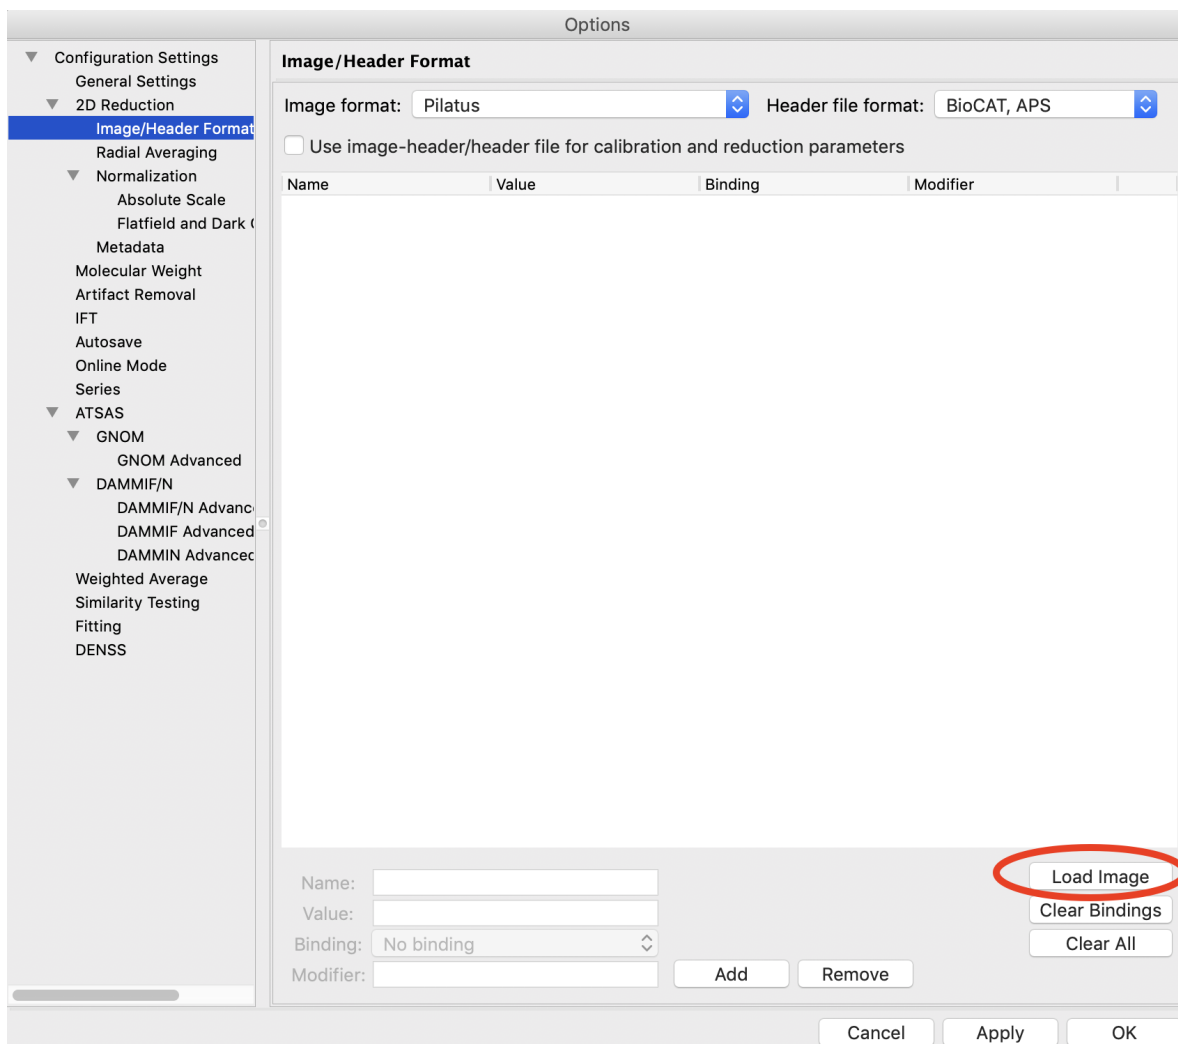 Options
Configuration Settings
General Settings
2D Reduction
Image/Header Format
Radial Averaging
Normalization
Absolute Scale
Flatfield and Dark
Metadata
Molecular Weight
Artifact Removal
IFT
Autosave
Online Mode
Series
ATSAS
GNOM
GNOM Advanced
DAMMIF/N
DAMMIF/N Advanc
DAMMIF Advanced
DAMMIN Advanced
Weighted Average
Similarity Testing
Fitting
DENSS
Image/Header Format
Image format: Pilatus Header file format: BioCAT, APS
Use image-header/header file for calibration and reduction parameters
Name Value Binding Modifier
Name: Load Image
Value: Clear Bindings
Binding: No binding Clear All
Modifier: Add Remove
Cancel Apply OK